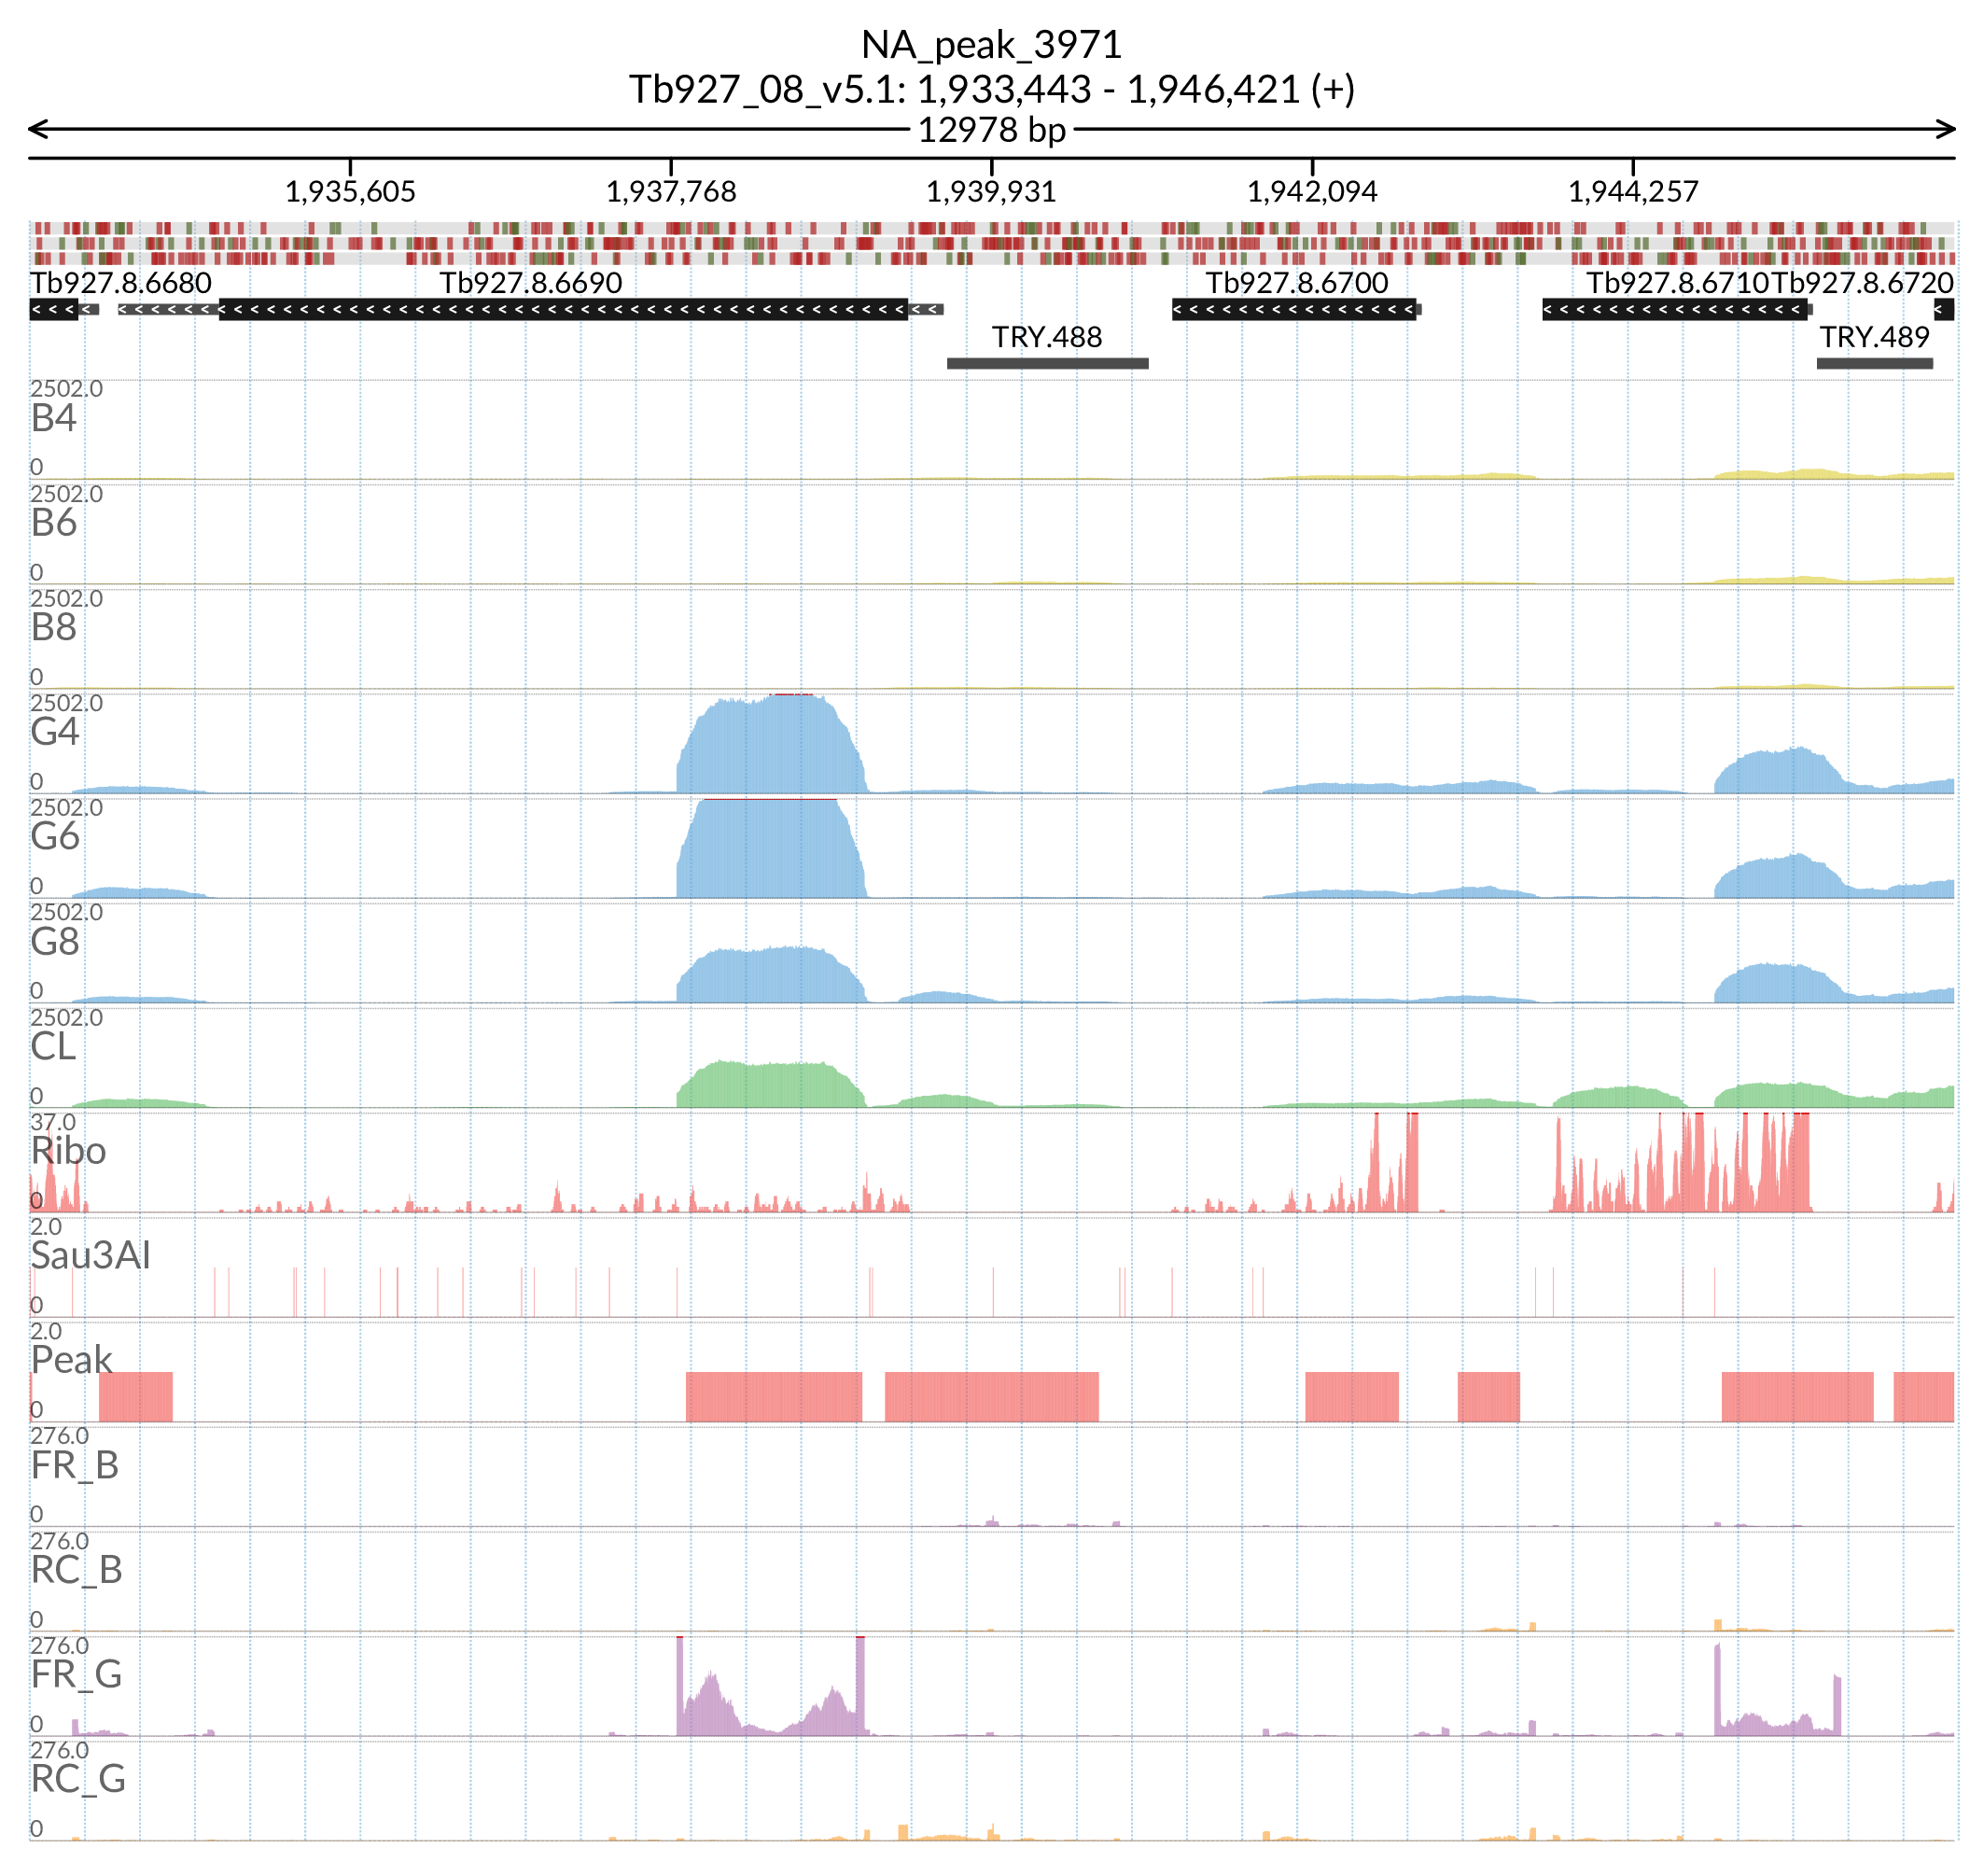 NA_peak_3971
Tb927_08_v5.1: 1,933,443 - 1,946,421 (+)
12978 bp
1,935,605 1,937,768 1,939,931 1,942,094 1,944,257
Tb927.8.6680 Tb927.8.6690 Tb927.8.6700 Tb927.8.6710 Tb927.8.6720
TRY.488 TRY.489
2502.0
B4
0
2502.0
B6
0
2502.0
B8
0
2502.0
G4
0
2502.0
G6
0
2502.0
G8
0
2502.0
CL
0
37.0
Ribo
0
2.0
Sau3AI
0
2.0
Peak
0
276.0
FR_B
0
276.0
RC_B
0
276.0
FR_G
0
276.0
RC_G
0